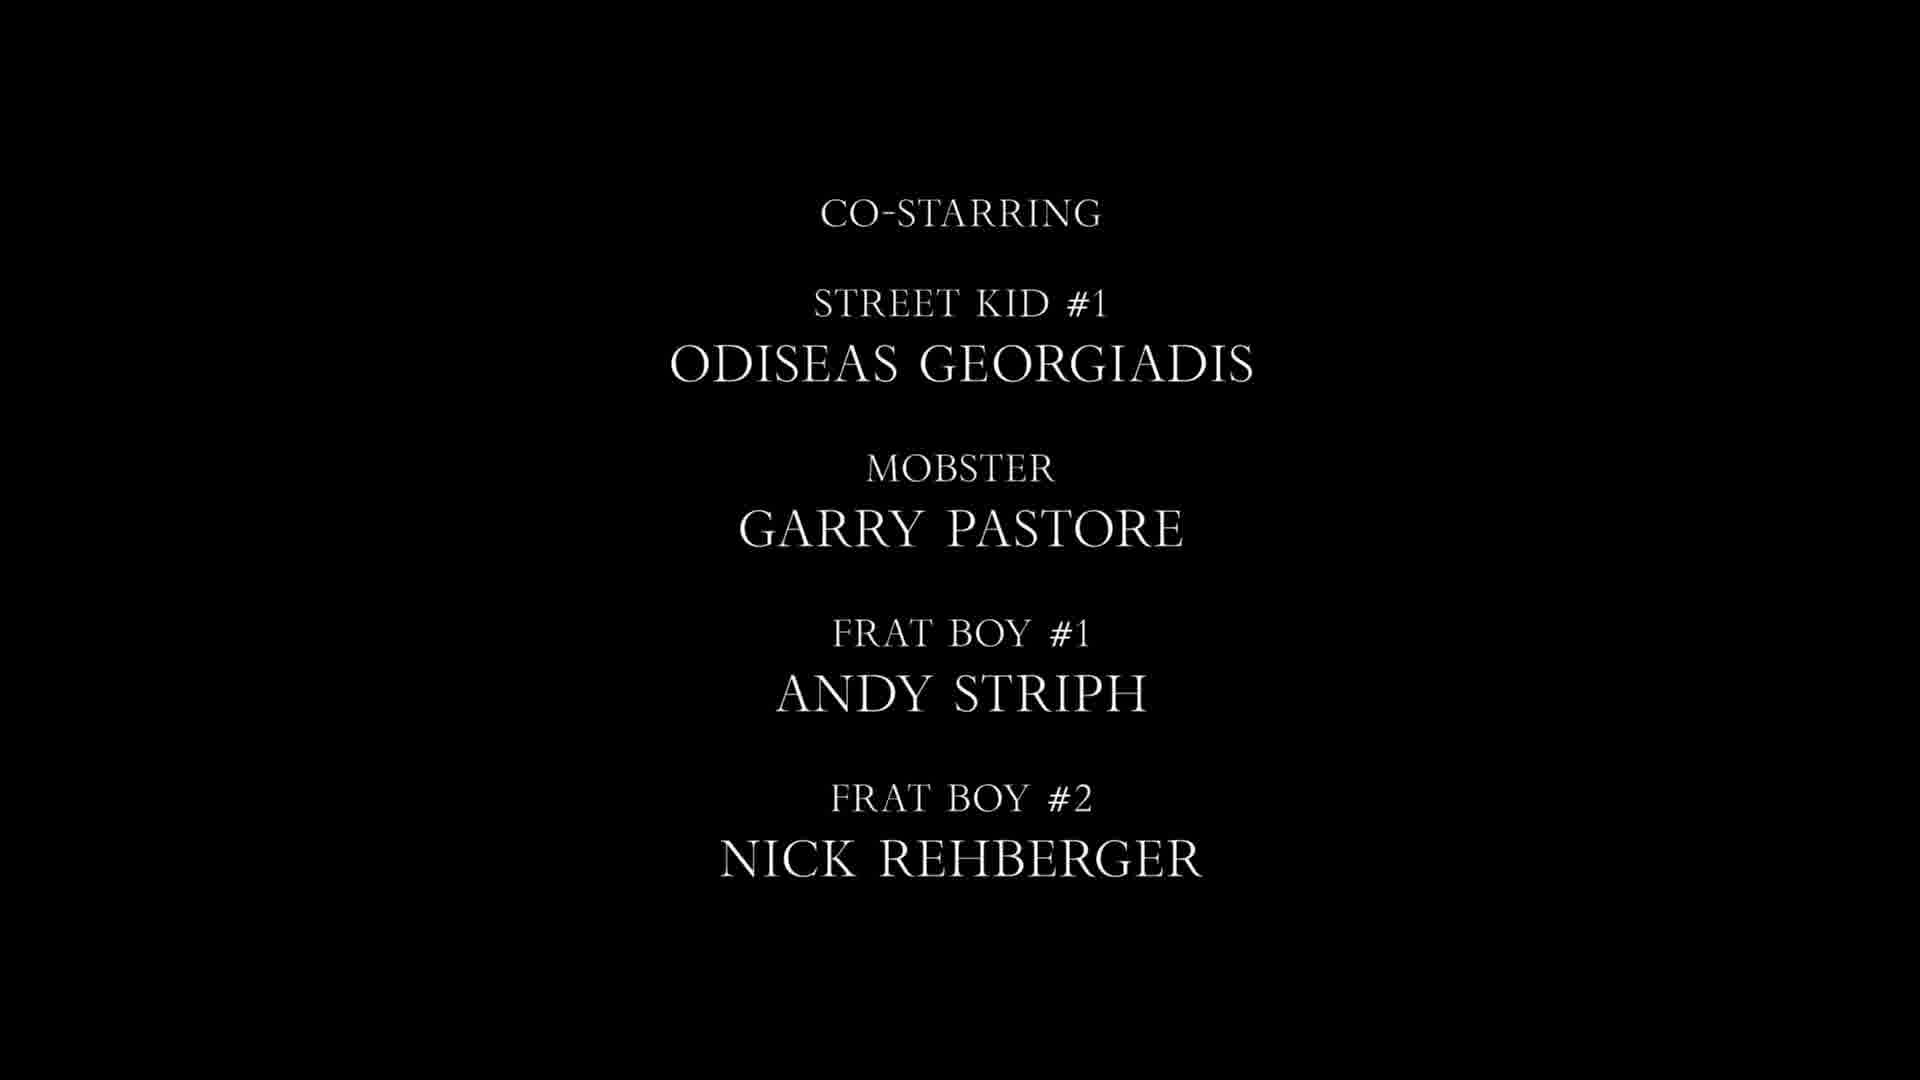 CO-STARRING
STREET KID #1
ODISEAS GEORGIADIS
MOBSTER
GARRY PASTORE
FRAT BOY #1
ANDY STRIPH
FRAT BOY #2
NICK REHBERGER